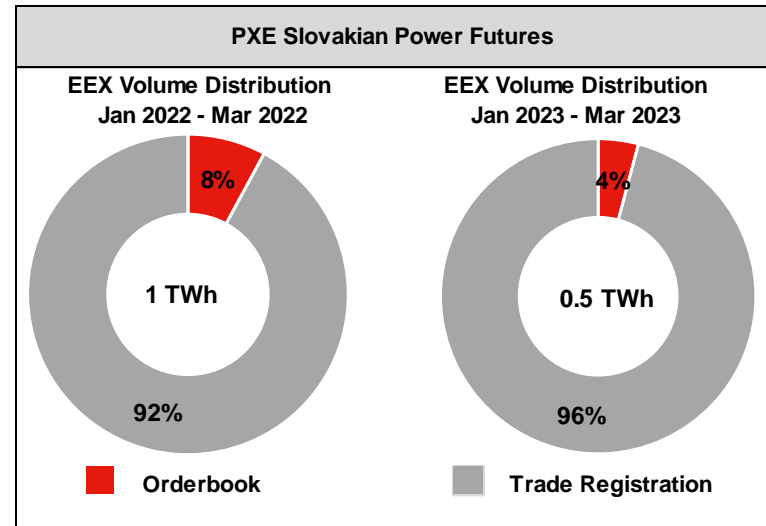 PXE Slovakian Power Futures
EEX Volume Distribution
Jan 2022 - Mar 2022
8%
1 TWh
92%
EEX Volume Distribution
Jan 2023 - Mar 2023
4%
0.5 TWh
96%
Orderbook
Trade Registration